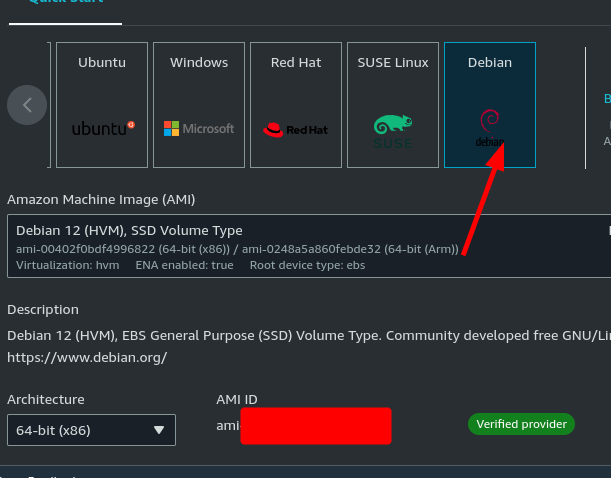 Quick Start
Ubuntu
Windows
Red Hat
SUSE Linux
Debian
ubuntu
Microsoft
Red Hat
SUSE
debian
B
A
Amazon Machine Image (AMI)
Debian 12 (HVM), SSD Volume Type
ami-00402f0bdf4996822 (64-bit (x86)) / ami-0248a5a860febde32 (64-bit (Arm))
Virtualization: hvm ENA enabled: true Root device type: ebs
Description
Debian 12 (HVM), EBS General Purpose (SSD) Volume Type. Community developed free GNU/Lin
https://www.debian.org/
Architecture
AMI ID
64-bit (x86)
ami-
Verified provider